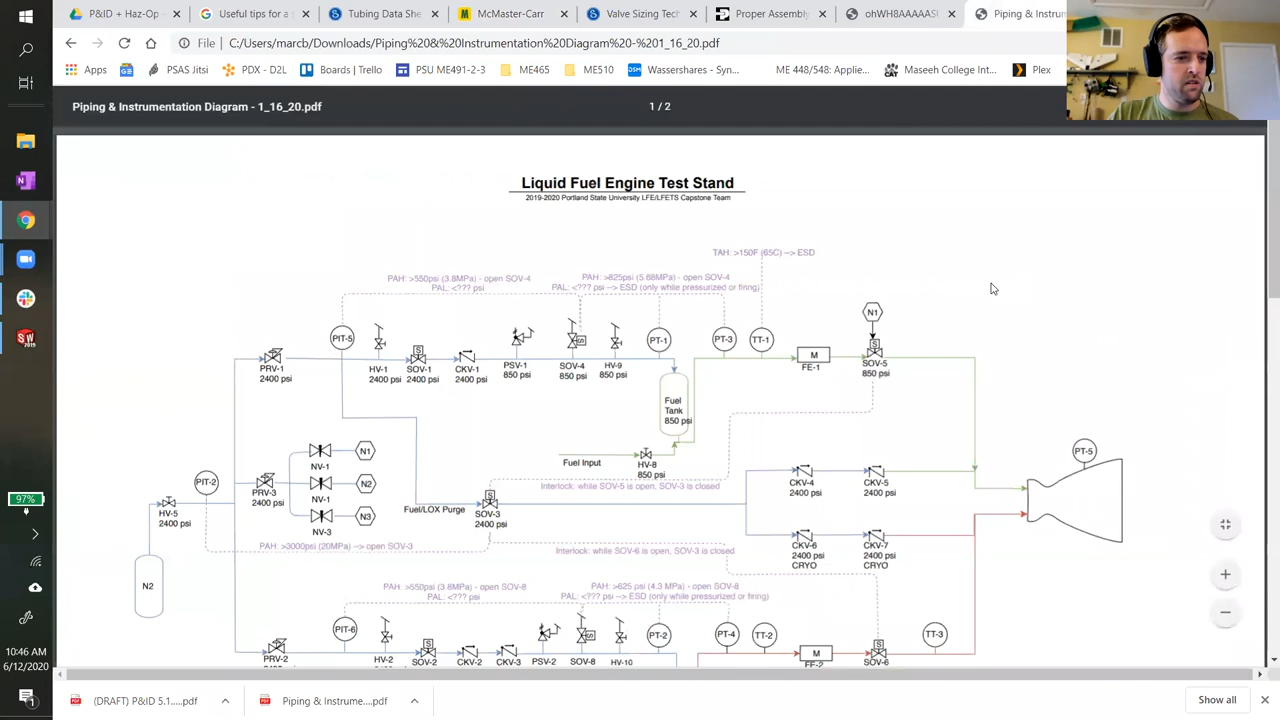 P&ID + Haz-Op -
Useful tips for a s
Tubing Data She
McMaster-Carr
Valve Sizing Tec
Proper Assembly
ohWH8AAAAAS
Piping & Instrum
File
C:/Users/marcb/Downloads/Piping%20&%20Instrumentation%20Diagram%20-%201_16_20.pdf
Apps
PSAS Jitsi
PDX - D2L
Boards | Trello
PSU ME491-2-3
ME465
ME510
Wassershares - Syn...
ME 448/548: Applie...
Maseeh College Int...
Plex
Piping & Instrumentation Diagram - 1_16_20.pdf
1 / 2
Liquid Fuel Engine Test Stand
2019-2020 Portland State University LFE/LFETS Capstone Team
TAH: >150F (65C) --> ESD
PAH: >550psi (3.8MPa) - open SOV-4
PAL: <??? psi
PAH: >825psi (5.68MPa) - open SOV-4
PAL: <??? psi --> ESD (only while pressurized or firing)
N1
PIT-5
PT-1
PT-3
TT-1
PRV-1
2400 psi
HV-1
2400 psi
SOV-1
2400 psi
CKV-1
2400 psi
PSV-1
850 psi
SOV-4
850 psi
HV-9
850 psi
M
FE-1
SOV-5
850 psi
Fuel
Tank
850 psi
Fuel Input
HV-8
850 psi
PT-5
N1
NV-1
PIT-2
PRV-3
2400 psi
N2
NV-1
N3
NV-3
HV-5
2400 psi
Interlock: while SOV-5 is open, SOV-3 is closed
Fuel/LOX Purge
S
SOV-3
2400 psi
CKV-4
2400 psi
CKV-5
2400 psi
PAH: >3000psi (20MPa) --> open SOV-3
Interlock: while SOV-6 is open, SOV-3 is closed
CKV-6
2400 psi
CRYO
CKV-7
2400 psi
CRYO
N2
PAH: >550psi (3.8MPa) - open SOV-8
PAL: <??? psi
PAH: >625 psi (4.3 MPa) - open SOV-8
PAL: <??? psi --> ESD (only while pressurized or firing)
PIT-6
PT-2
PT-4
TT-2
TT-3
PRV-2
HV-2
SOV-2
CKV-2
CKV-3
PSV-2
SOV-8
HV-10
M
FE-2
SOV-6
97%
10:46 AM
6/12/2020
1
(DRAFT) P&ID 5.1.....pdf
Piping & Instrume....pdf
Show all